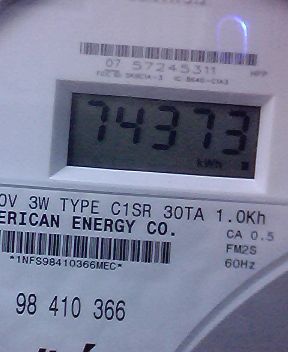 07 57245311
74373
kWh
0V 3W TYPE C1SR 30TA 1.0Kh
ERICAN ENERGY CO.
CA 0.5
FM2S
60Hz
*1NFS98410366MEC*
98 410 366